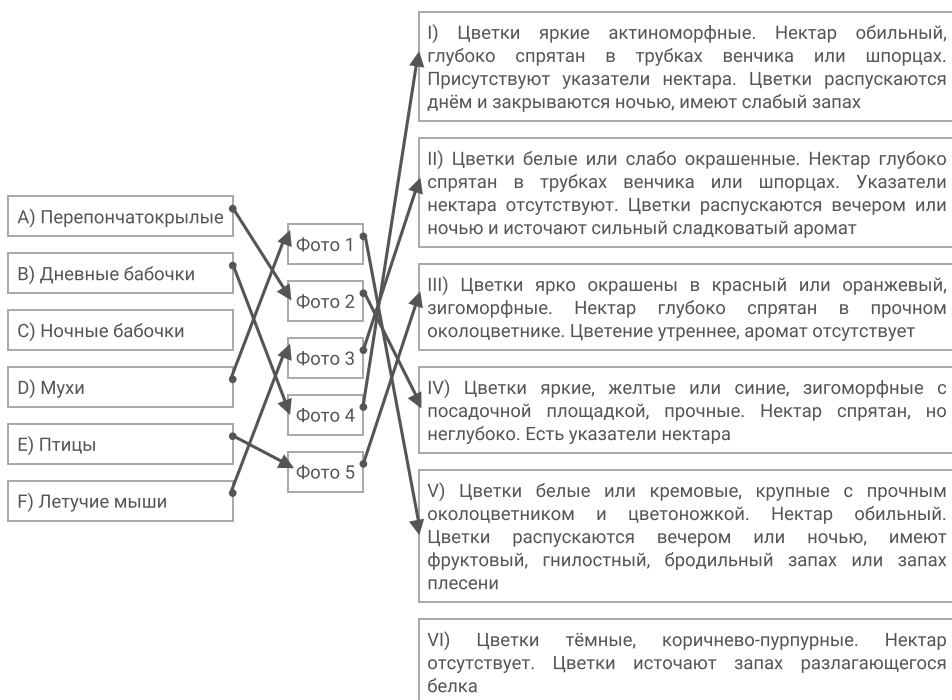 A) Перепончатокрылые
B) Дневные бабочки
C) Ночные бабочки
D) Мухи
E) Птицы
F) Летучие мыши
Фото 1
Фото 2
Фото 3
Фото 4
Фото 5
I) Цветки яркие актиноморфные. Нектар обильный,
глубоко спрятан в трубках венчика или шпорцах.
Присутствуют указатели нектара. Цветки распускаются
днём и закрываются ночью, имеют слабый запах
II) Цветки белые или слабо окрашенные. Нектар глубоко
спрятан в трубках венчика или шпорцах. Указатели
нектара отсутствуют. Цветки распускаются вечером или
ночью и источают сильный сладковатый аромат
III) Цветки ярко окрашены в красный или оранжевый,
зигоморфные. Нектар глубоко спрятан в прочном
околоцветнике. Цветение утреннее, аромат отсутствует
IV) Цветки яркие, желтые или синие, зигоморфные с
посадочной площадкой, прочные. Нектар спрятан, но
неглубоко. Есть указатели нектара
V) Цветки белые или кремовые, крупные с прочным
околоцветником и цветоножкой. Нектар обильный.
Цветки распускаются вечером или ночью, имеют
фруктовый, гнилостный, бродильный запах или запах
плесени
VI) Цветки тёмные, коричнево-пурпурные. Нектар
отсутствует. Цветки источают запах разлагающегося
белка